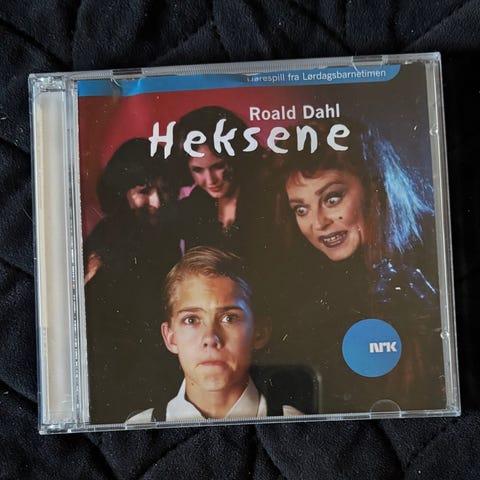 Hørespill fra Lørdagsbarnetimen
Roald Dahl
Heksene
NRK